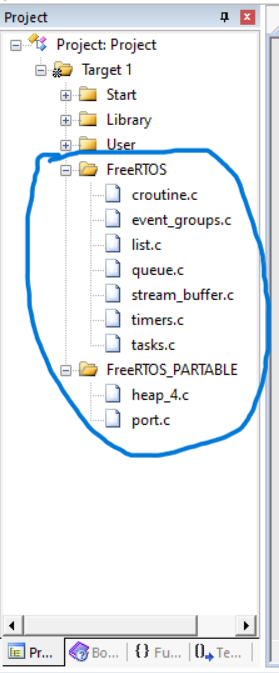 Project
Project: Project
Target 1
Start
Library
User
FreeRTOS
croutine.c
event_groups.c
list.c
queue.c
stream_buffer.c
timers.c
tasks.c
FreeRTOS_PARTABLE
heap_4.c
port.c
Pr... Bo... {} Fu... 0 Te...